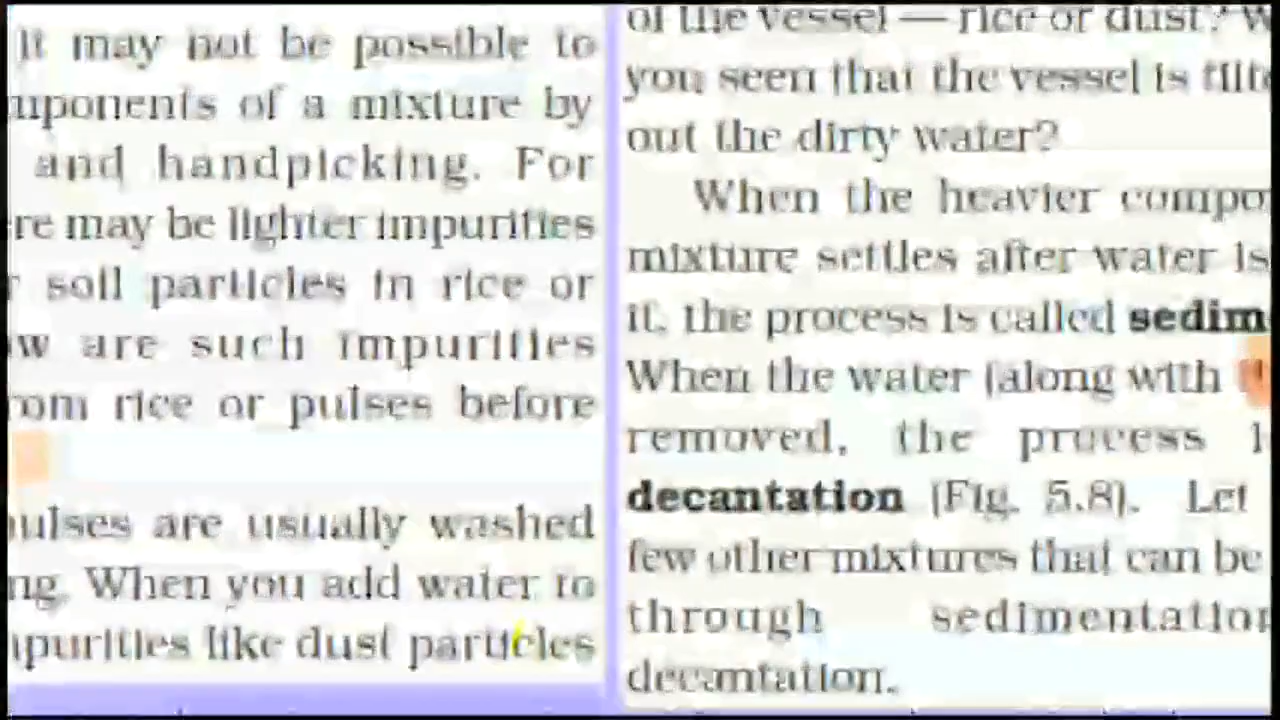 It may not be possible to
mponents of a mixture by
and handpicking. For
re may be lighter impurities
r soil particles in rice or
w are such impurities
rom rice or pulses before
ulses are usually washed
ng. When you add water to
mpurities like dust particles
of the vessel — rice or dust?
you seen that the vessel is
out the dirty water?
When the heavier compo
mixture settles after water is
it, the process is called sedim
When the water (along with
removed, the process
decantation (Fig. 5.8). Let
few other mixtures that can be
through sedimentation
decantation.